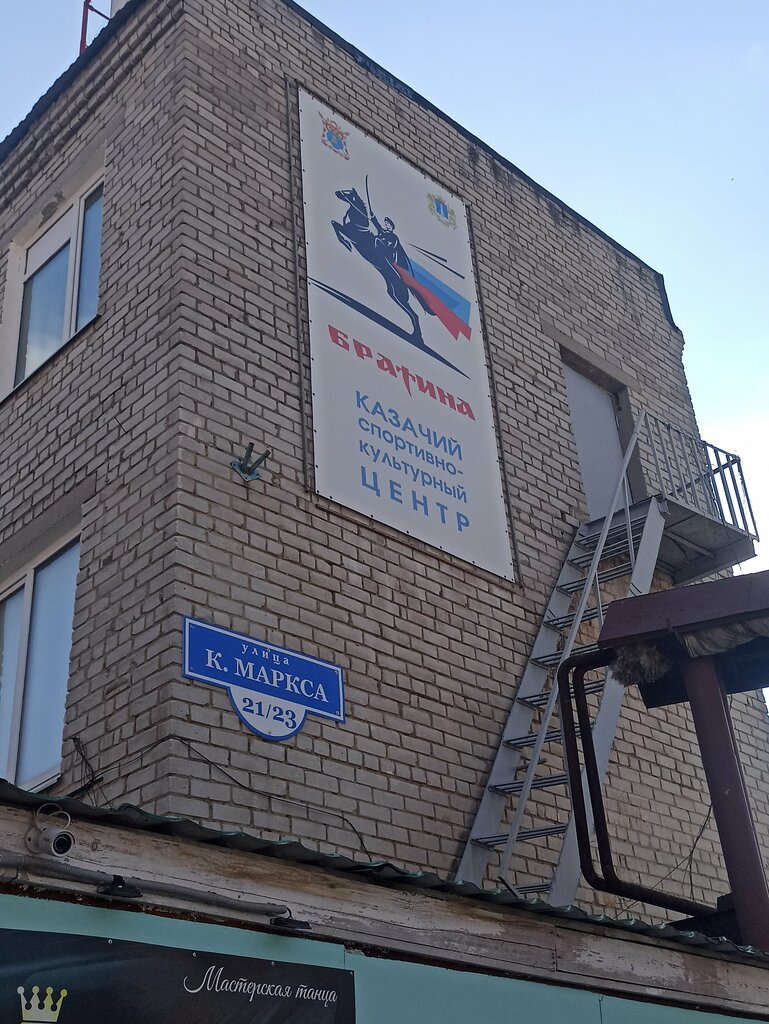 БРАТИНА
КАЗАЧИЙ
спортивно-
культурный
ЦЕНТР
улица
К. МАРКСА
21/23
Мастерская танца